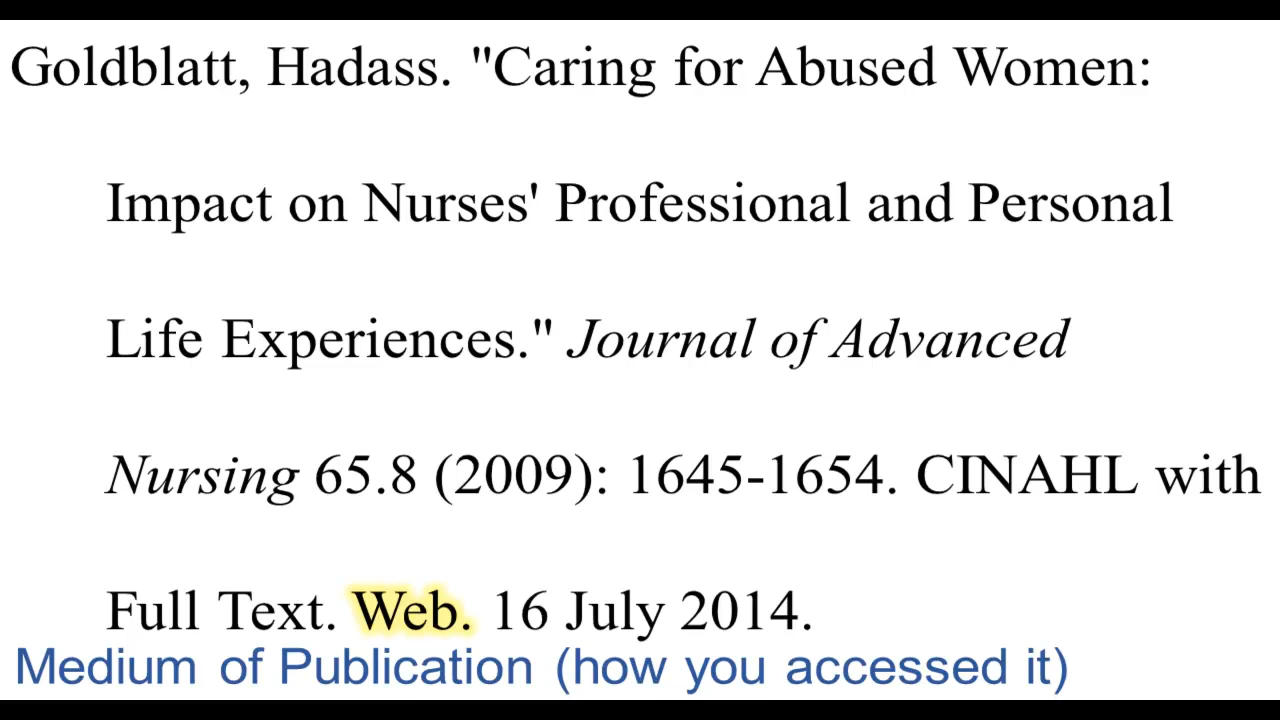 Goldblatt, Hadass. "Caring for Abused Women:
Impact on Nurses' Professional and Personal
Life Experiences." Journal of Advanced
Nursing 65.8 (2009): 1645-1654. CINAHL with
Full Text. Web. 16 July 2014.
Medium of Publication (how you accessed it)